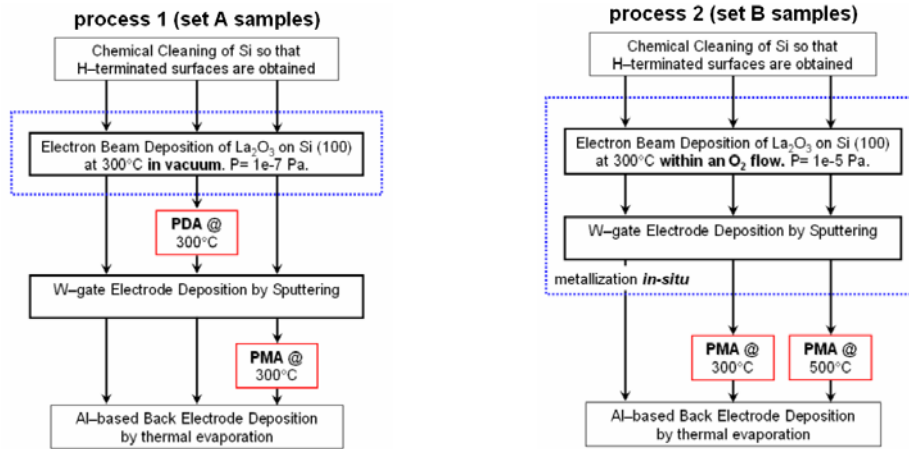 process 1 (set A samples)
Chemical Cleaning of Si so that
H–terminated surfaces are obtained
Electron Beam Deposition of La₂O₃ on Si (100)
at 300°C in vacuum. P= 1e-7 Pa.
PDA @
300°C
W–gate Electrode Deposition by Sputtering
PMA @
300°C
Al–based Back Electrode Deposition
by thermal evaporation
process 2 (set B samples)
Chemical Cleaning of Si so that
H–terminated surfaces are obtained
Electron Beam Deposition of La₂O₃ on Si (100)
at 300°C within an O₂ flow. P= 1e-5 Pa.
W–gate Electrode Deposition by Sputtering
metallization in-situ
PMA @
300°C
PMA @
500°C
Al–based Back Electrode Deposition
by thermal evaporation